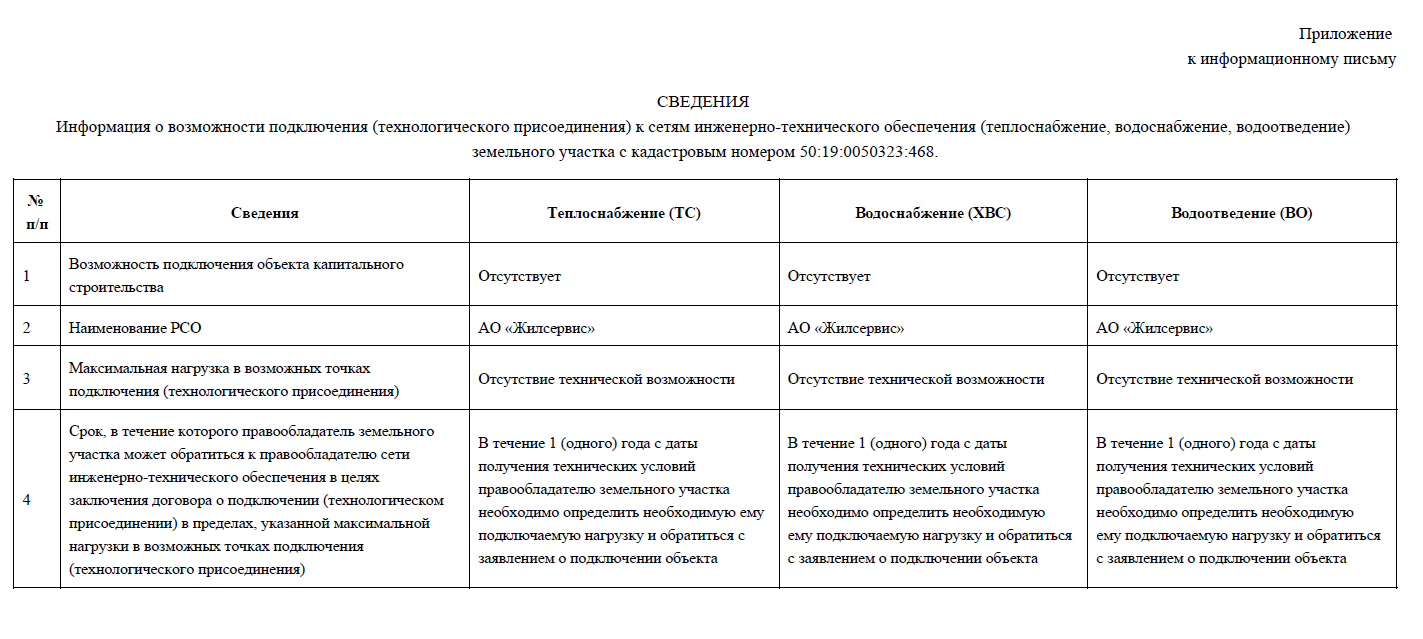 Приложение
к информационному письму
СВЕДЕНИЯ
Информация о возможности подключения (технологического присоединения) к сетям инженерно-технического обеспечения (теплоснабжение, водоснабжение, водоотведение)
земельного участка с кадастровым номером 50:19:0050323:468.
№
п/п
Сведения
Теплоснабжение (ТС)
Водоснабжение (ХВС)
Водоотведение (ВО)
1
Возможность подключения объекта капитального
строительства
Отсутствует
Отсутствует
Отсутствует
2
Наименование РСО
АО «Жилсервис»
АО «Жилсервис»
АО «Жилсервис»
3
Максимальная нагрузка в возможных точках
подключения (технологического присоединения)
Отсутствие технической возможности
Отсутствие технической возможности
Отсутствие технической возможности
4
Срок, в течение которого правообладатель земельного
участка может обратиться к правообладателю сети
инженерно-технического обеспечения в целях
заключения договора о подключении (технологическом
присоединении) в пределах, указанной максимальной
нагрузки в возможных точках подключения
(технологического присоединения)
В течение 1 (одного) года с даты
получения технических условий
правообладателю земельного участка
необходимо определить необходимую ему
подключаемую нагрузку и обратиться с
заявлением о подключении объекта
В течение 1 (одного) года с даты
получения технических условий
правообладателю земельного участка
необходимо определить необходимую
ему подключаемую нагрузку и обратиться
с заявлением о подключении объекта
В течение 1 (одного) года с даты
получения технических условий
правообладателю земельного участка
необходимо определить необходимую
ему подключаемую нагрузку и обратиться
с заявлением о подключении объекта